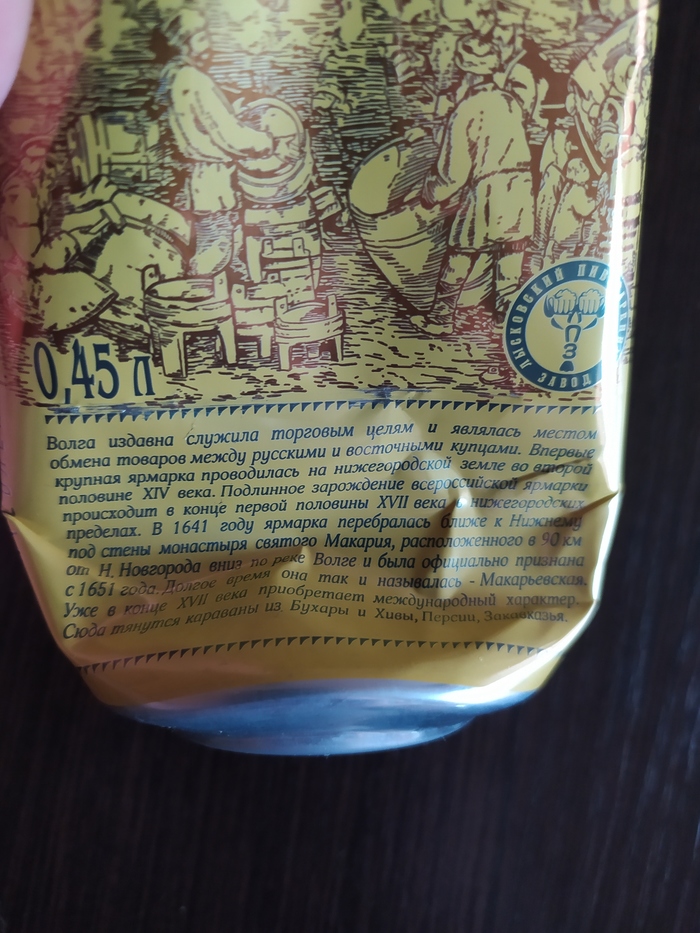 0,45 л
ЛЫСКОВСКИЙ ПИВ
ЗАВОД
ЛПЗ
Волга издавна служила торговым целям и являлась местом
обмена товаров между русскими и восточными купцами. Впервые
крупная ярмарка проводилась на нижегородской земле во второй
половине XIV века. Подлинное зарождение всероссийской ярмарки
происходит в конце первой половины XVII века в нижегородских
пределах. В 1641 году ярмарка перебралась ближе к Нижнему
под стены монастыря святого Макария, расположенного в 90 км
от Н. Новгорода вниз по реке Волге и была официально признана
с 1651 года. Долгое время она так и называлась - Макарьевская.
Уже в конце XVII века приобретает международный характер.
Сюда тянутся караваны из Бухары и Хивы, Персии, Закавказья.